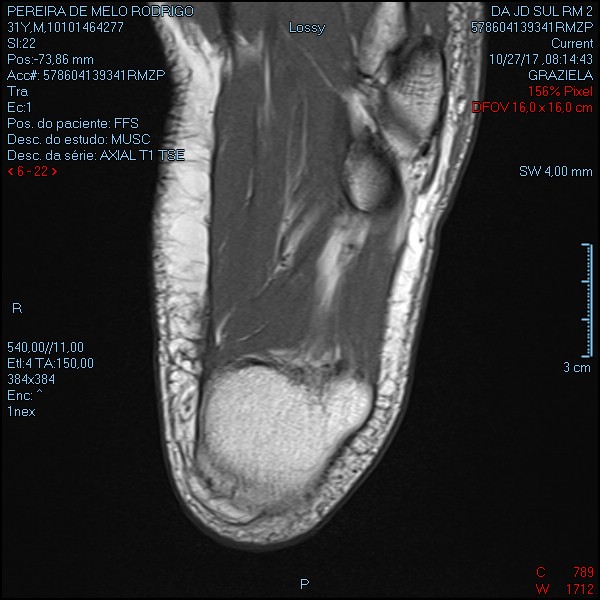 PEREIRA DE MELO RODRIGO
31Y,M,10101464277
Sl:22
Pos:-73,86 mm
Acc#: 578604139341RMZP
Tra
Ec:1
Pos. do paciente: FFS
Desc. do estudo: MUSC
Desc. da série: AXIAL T1 TSE
< 6 - 22 >
Lossy
DA JD SUL RM 2
578604139341RMZP
Current
10/27/17 ,08:14:43
GRAZIELA
156% Pixel
DFOV 16,0 x 16,0 cm
SW 4,00 mm
R
3 cm
540,00//11,00
Etl:4 TA:150,00
384x384
Enc: ^
1nex
P
C 789
W 1712